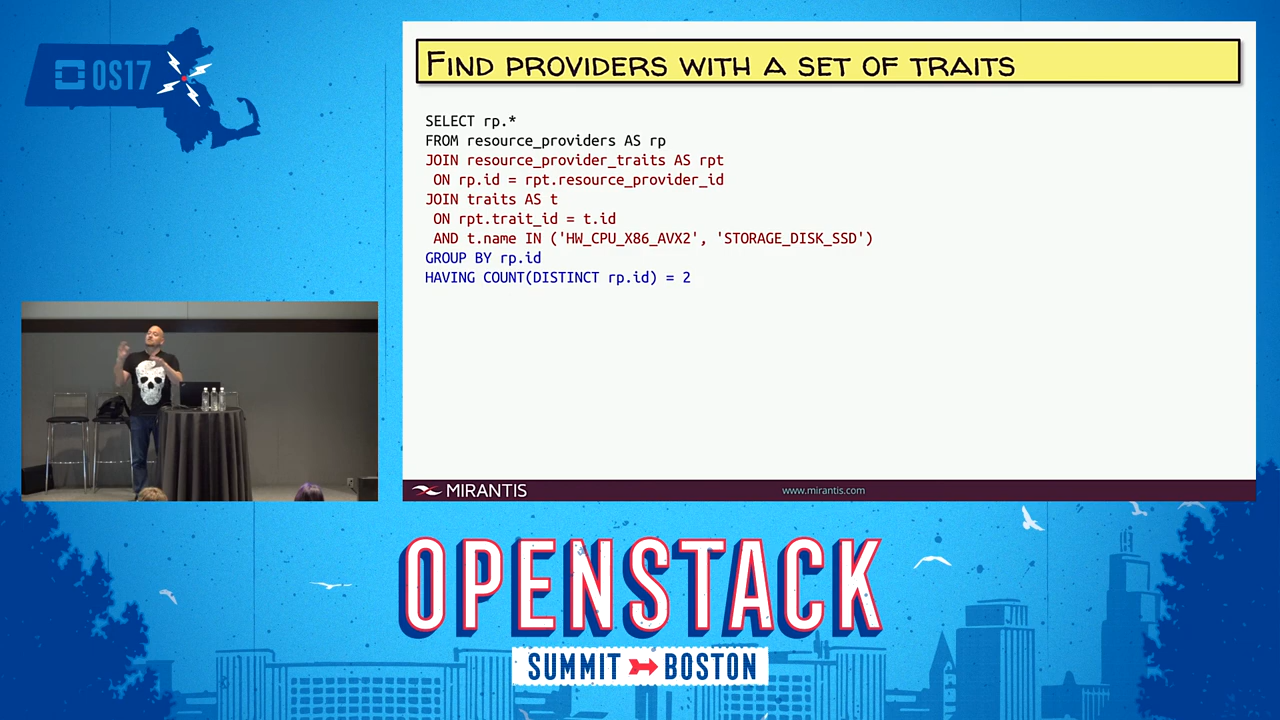 OS17
FIND PROVIDERS WITH A SET OF TRAITS
SELECT rp.*
FROM resource_providers AS rp
JOIN resource_provider_traits AS rpt
ON rp.id = rpt.resource_provider_id
JOIN traits AS t
ON rpt.trait_id = t.id
AND t.name IN ('HW_CPU_X86_AVX2', 'STORAGE_DISK_SSD')
GROUP BY rp.id
HAVING COUNT(DISTINCT rp.id) = 2
MIRANTIS
www.mirantis.com
OPENSTACK
SUMMIT BOSTON